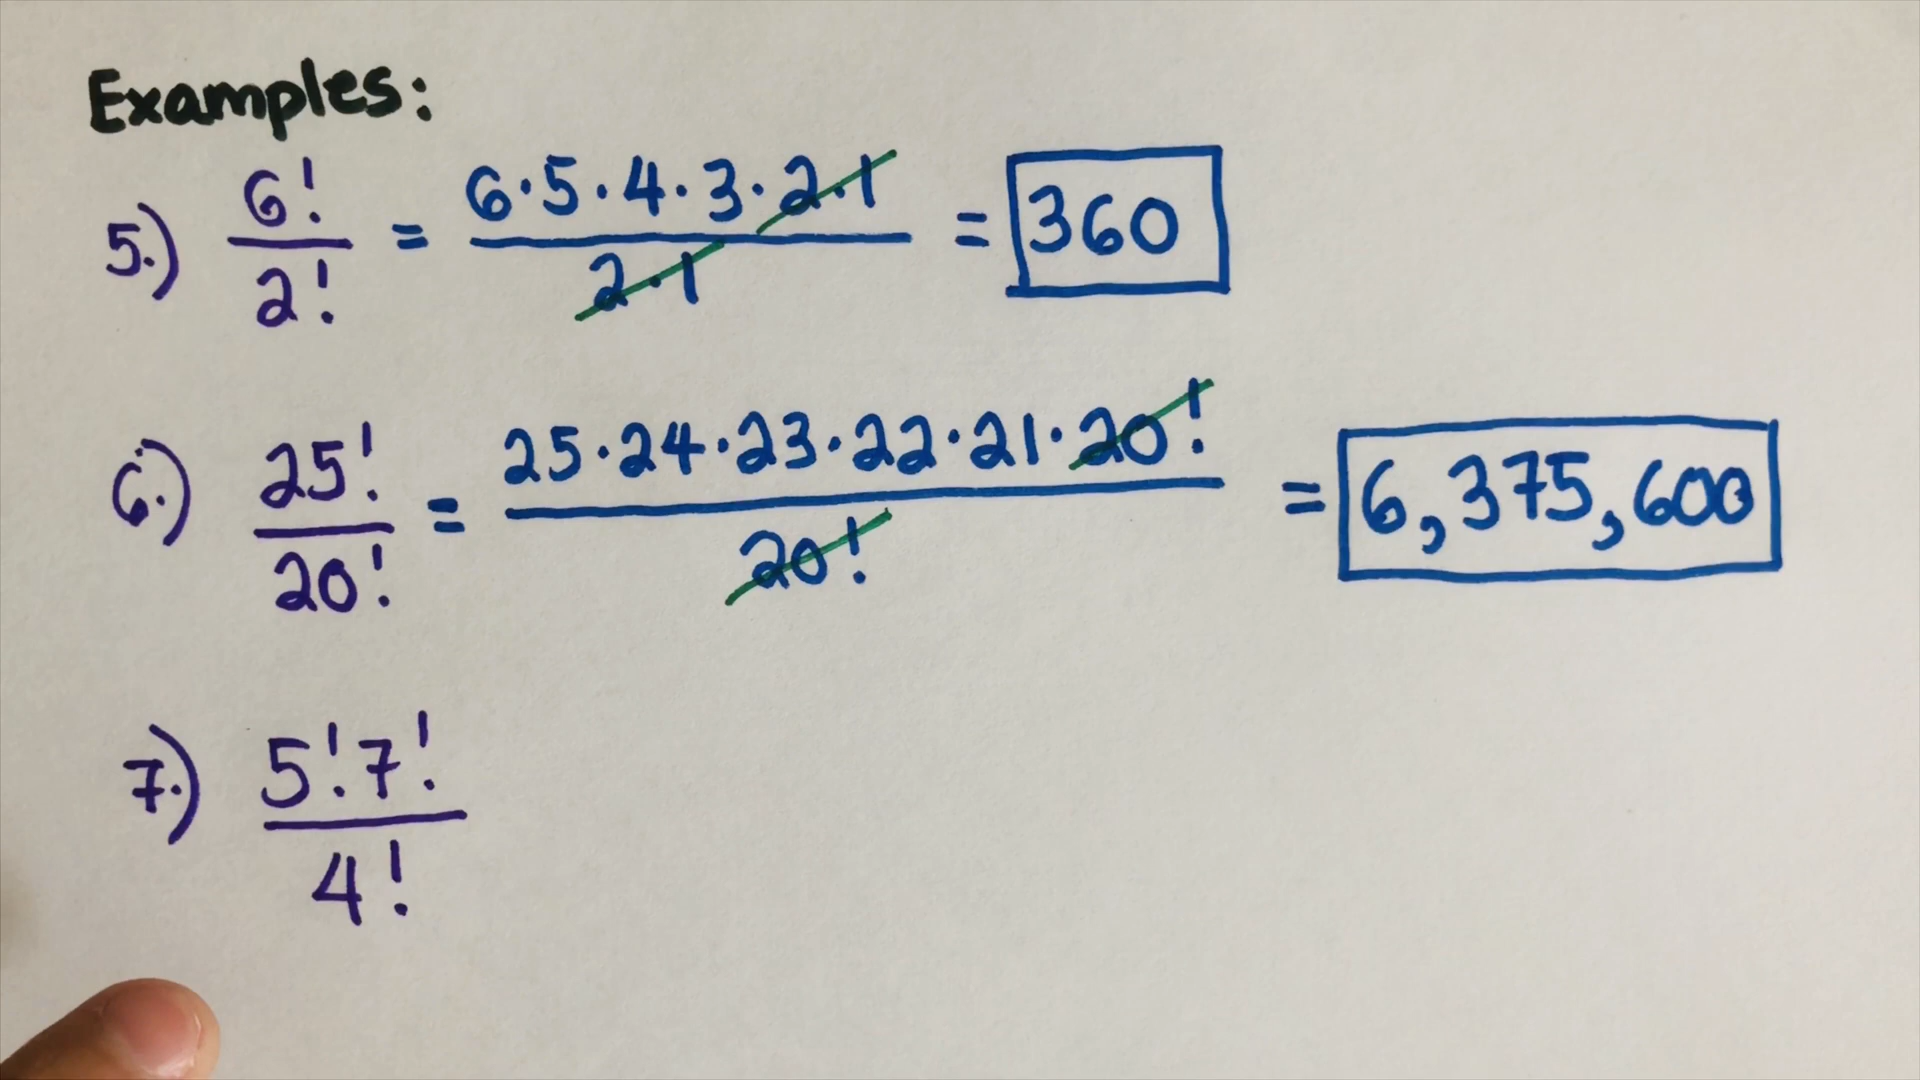 Examples:
5.) 6!/2! = 6·5·4·3·2·1/2·1 = 360
6.) 25!/20! = 25·24·23·22·21·20!/20! = 6,375,600
7.) 5!7!/4!